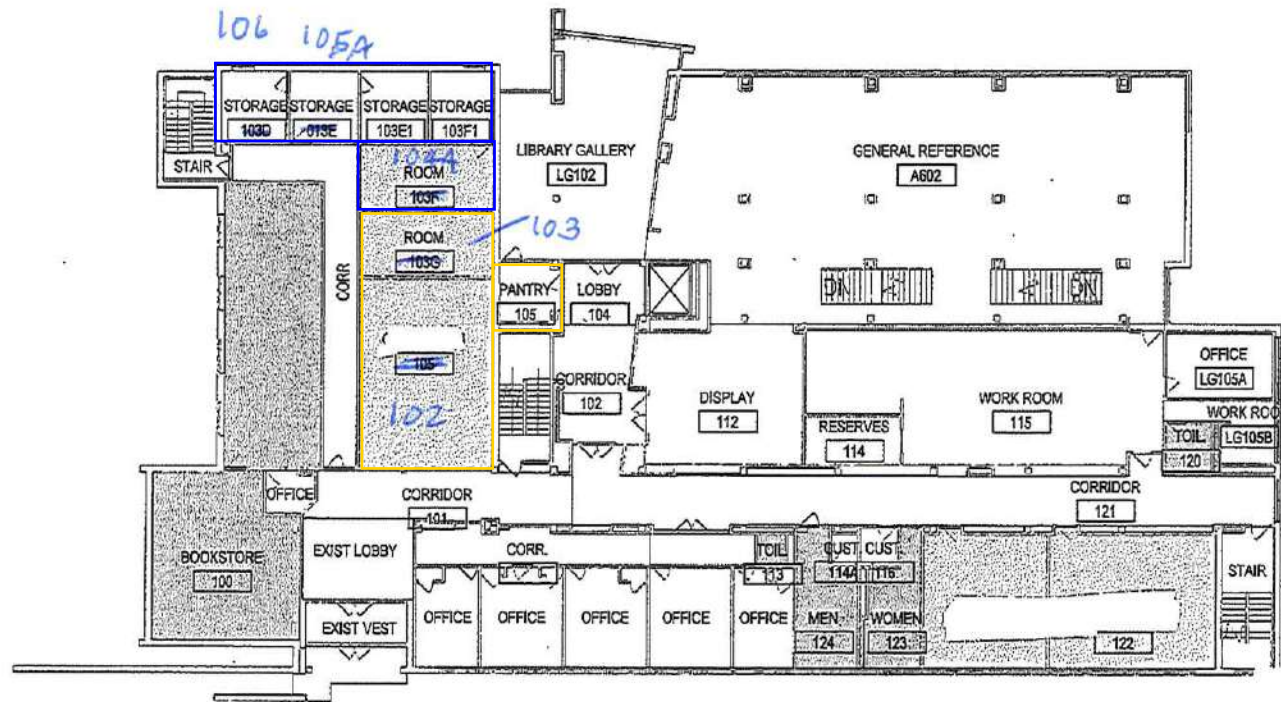 106 105A
STORAGE STORAGE STORAGE STORAGE
103D 013E 103E1 103F1
STAIR
104A
ROOM
103F
LIBRARY GALLERY
LG102
GENERAL REFERENCE
A602
103
ROOM
103G
CORR
PANTRY
105
LOBBY
104
DN
DN
105
102
CORRIDOR
102
DISPLAY
112
RESERVES
114
WORK ROOM
115
OFFICE
LG105A
WORK ROO
LG105B
TOIL.
120
OFFICE
CORRIDOR
101
CORRIDOR
121
BOOKSTORE
100
EXIST LOBBY
CORR.
TOIL
113
CUST. CUST.
114A 116
EXIST VEST
OFFICE OFFICE OFFICE OFFICE OFFICE
MEN
124
WOMEN
123
122
STAIR